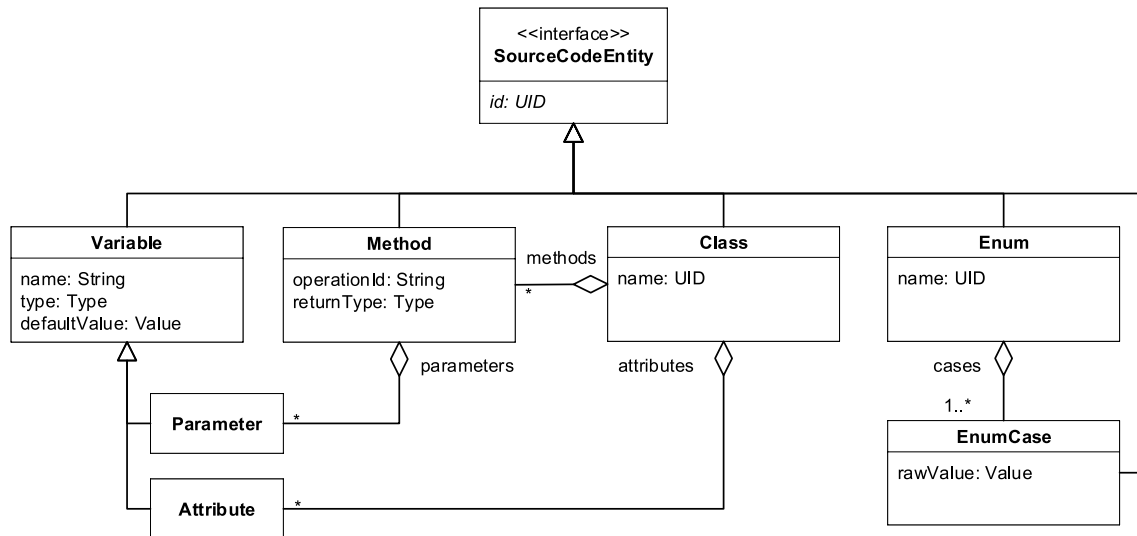 <<interface>>
SourceCodeEntity
id: UID
Variable
name: String
type: Type
defaultValue: Value
Method
operationId: String
returnType: Type
methods
*
Class
name: UID
Enum
name: UID
parameters
attributes
cases
1..*
Parameter
*
Attribute
*
EnumCase
rawValue: Value